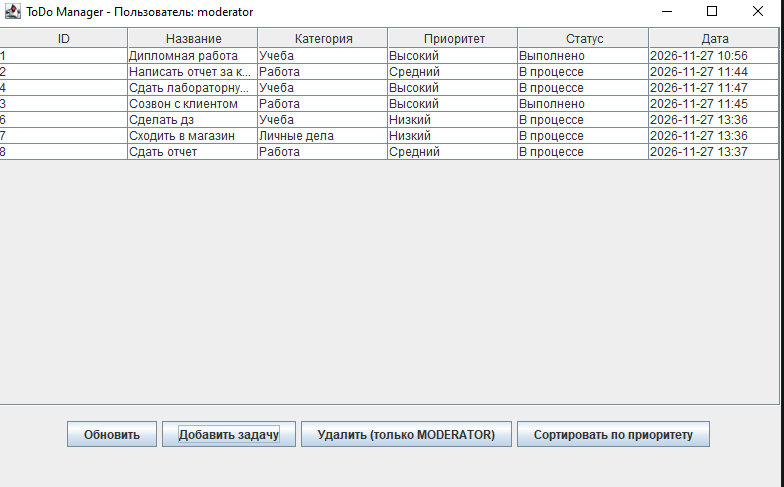 ToDo Manager - Пользователь: moderator
ID Название Категория Приоритет Статус Дата
1 Дипломная работа Учеба Высокий Выполнено 2026-11-27 10:56
2 Написать отчет за к... Работа Средний В процессе 2026-11-27 11:44
4 Сдать лабораторну... Учеба Высокий В процессе 2026-11-27 11:47
3 Созвон с клиентом Работа Высокий Выполнено 2026-11-27 11:45
6 Сделать дз Учеба Низкий В процессе 2026-11-27 13:36
7 Сходить в магазин Личные дела Низкий В процессе 2026-11-27 13:36
8 Сдать отчет Работа Средний В процессе 2026-11-27 13:37
Обновить Добавить задачу Удалить (только MODERATOR) Сортировать по приоритету